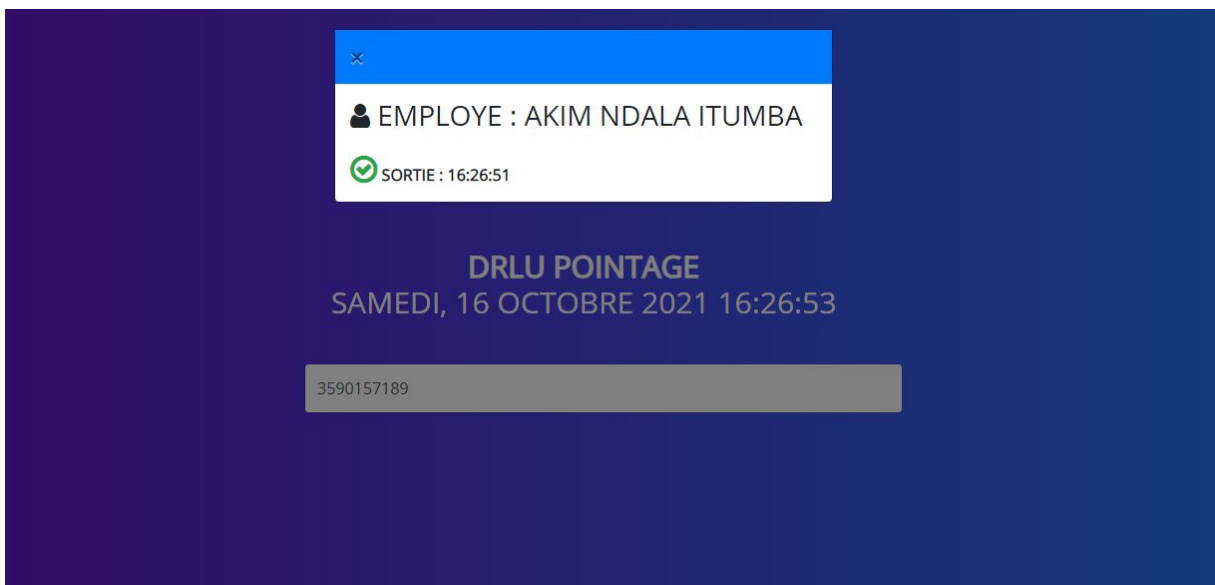 ×
EMPLOYE : AKIM NDALA ITUMBA
SORTIE : 16:26:51
DRLU POINTAGE
SAMEDI, 16 OCTOBRE 2021 16:26:53
3590157189